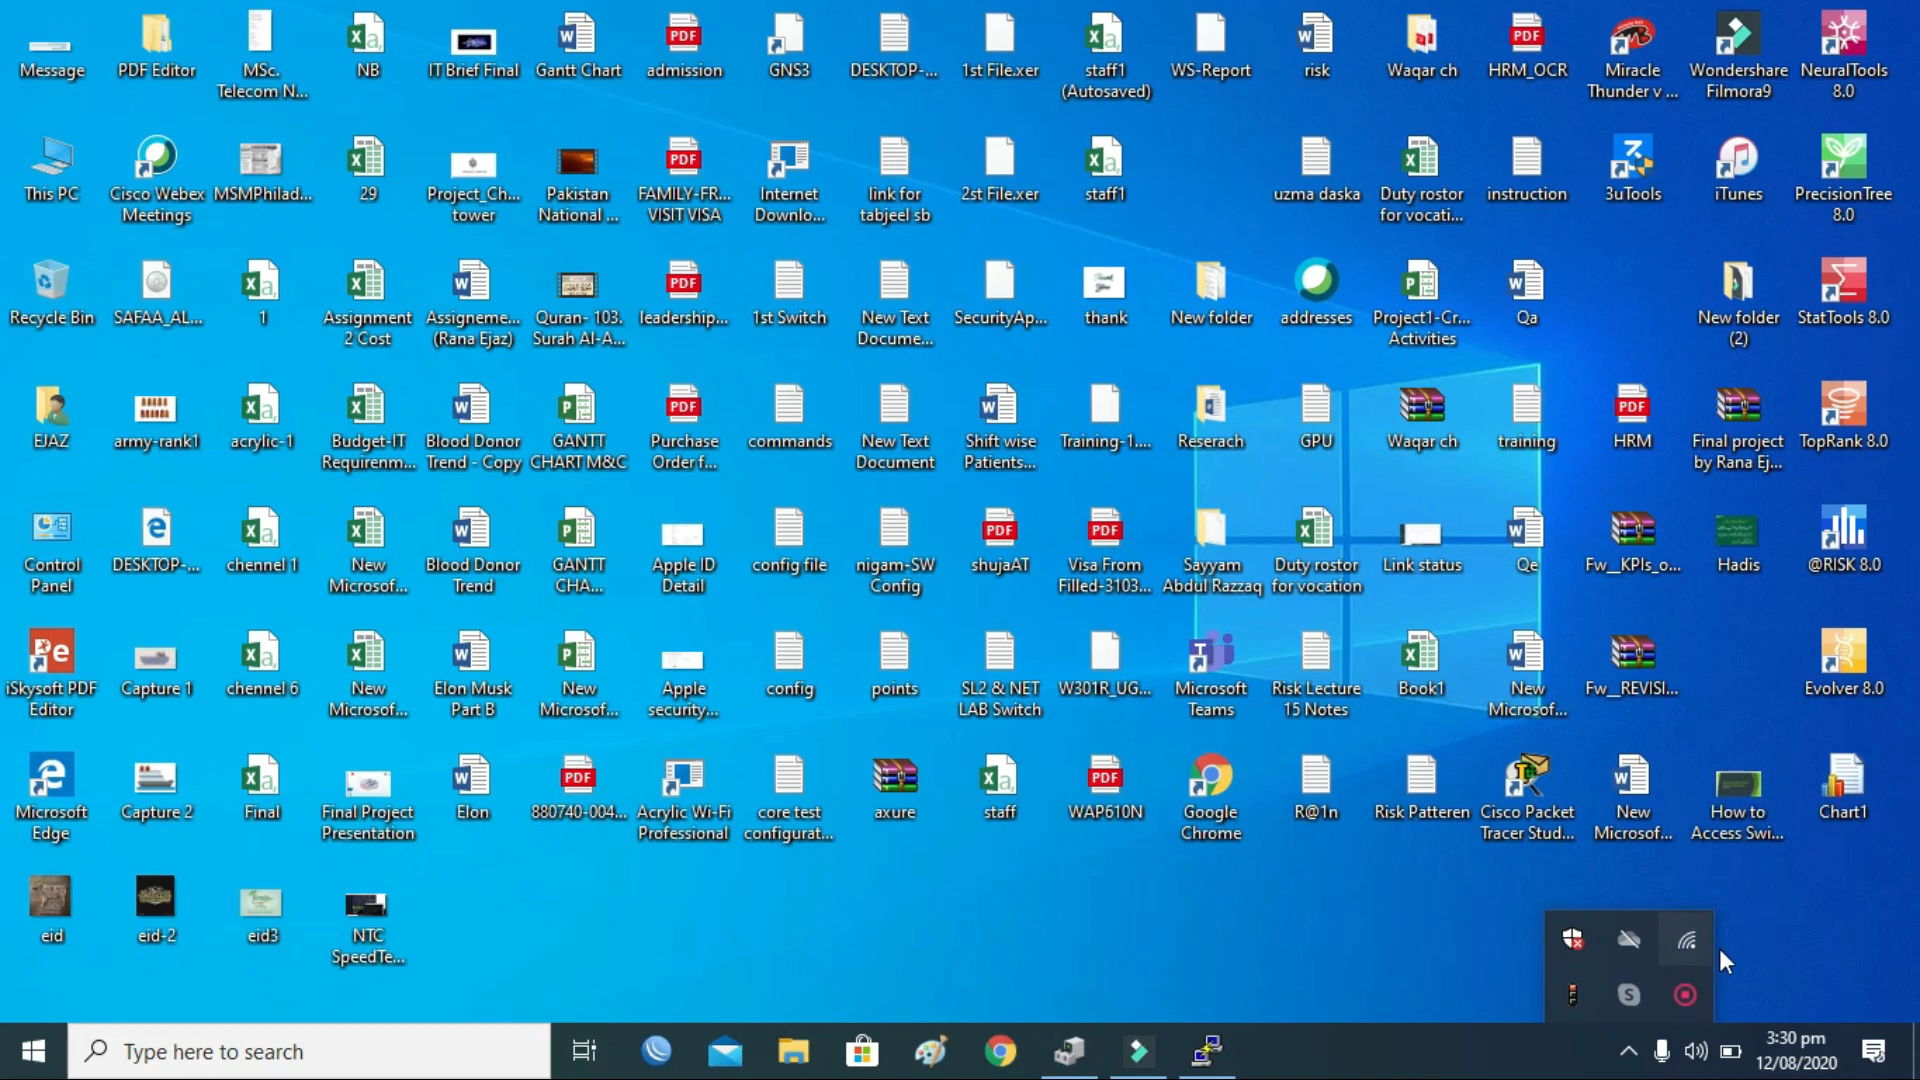 Message
PDF Editor
MSc.
Telecom N...
NB
IT Brief Final
Gantt Chart
admission
GNS3
DESKTOP-...
1st File.xer
staff1
(Autosaved)
WS-Report
risk
Waqar ch
HRM_OCR
Miracle
Thunder v ...
Wondershare
Filmora9
NeuralTools
8.0
This PC
Cisco Webex
Meetings
MSMPhilad...
29
Project_Ch...
tower
Pakistan
National ...
FAMILY-FR...
VISIT VISA
Internet
Downlo...
link for
tabjeel sb
2st File.xer
staff1
uzma daska
Duty rostor
for vocati...
instruction
3uTools
iTunes
PrecisionTree
8.0
Recycle Bin
SAFAA_AL...
1
Assignment
2 Cost
Assigneme...
(Rana Ejaz)
Quran- 103.
Surah Al-A...
leadership...
1st Switch
New Text
Docume...
SecurityAp...
thank
New folder
addresses
Project1-Cr...
Activities
Qa
New folder
(2)
StatTools 8.0
EJAZ
army-rank1
acrylic-1
Budget-IT
Requirenm...
Blood Donor
Trend - Copy
GANTT
CHART M&C
Purchase
Order f...
commands
New Text
Document
Shift wise
Patients...
Training-1....
Reserach
GPU
Waqar ch
training
HRM
Final project
by Rana Ej...
TopRank 8.0
Control
Panel
DESKTOP-...
channel 1
New
Microsof...
Blood Donor
Trend
GANTT
CHA...
Apple ID
Detail
config file
nigam-SW
Config
shujaAT
Visa From
Filled-3103...
Sayyam
Abdul Razzaq
Duty rostor
for vocation
Link status
Qe
Fw__KPIs_o...
Hadis
@RISK 8.0
iSkysoft PDF
Editor
Capture 1
channel 6
New
Microsof...
Elon Musk
Part B
New
Microsof...
Apple
security...
config
points
SL2 & NET
LAB Switch
W301R_UG...
Microsoft
Teams
Risk Lecture
15 Notes
Book1
New
Microsof...
Fw__REVISI...
Evolver 8.0
Microsoft
Edge
Capture 2
Final
Final Project
Presentation
Elon
880740-004...
Acrylic Wi-Fi
Professional
core test
configurat...
axure
staff
WAP610N
Google
Chrome
R@1n
Risk Patteren
Cisco Packet
Tracer Stud...
New
Microsof...
How to
Access Swi...
Chart1
eid
eid-2
eid3
NTC
SpeedTe...
Type here to search
3:30 pm
12/08/2020